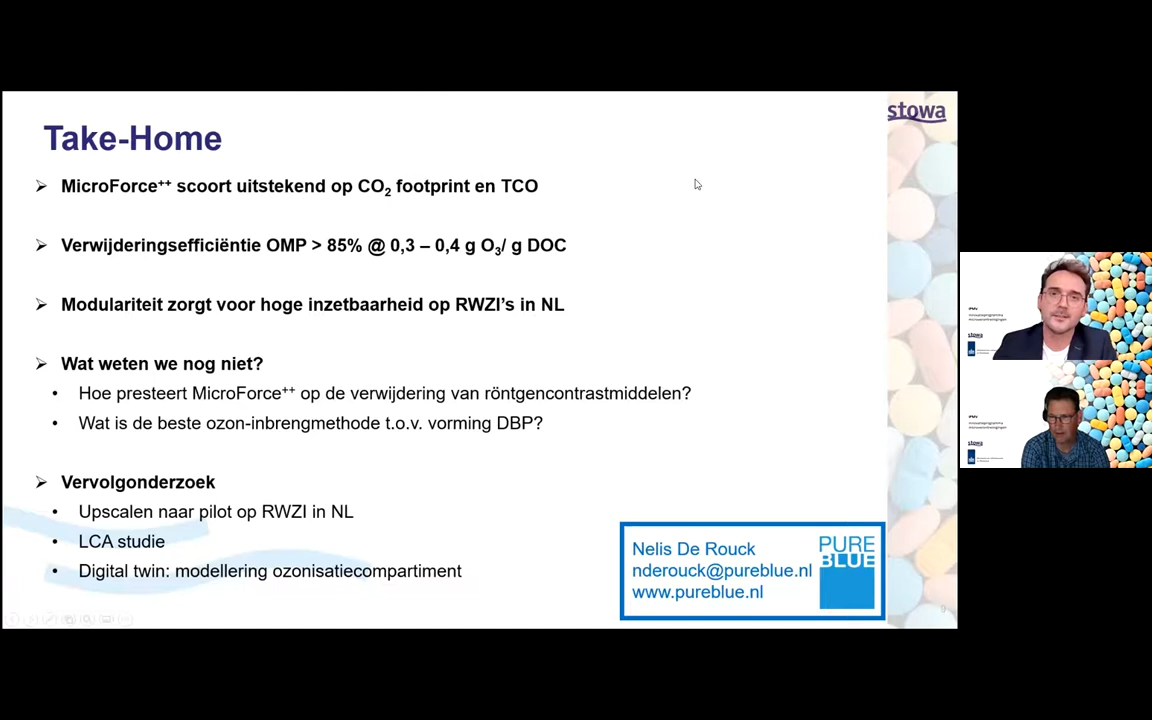 stowa
Take-Home
MicroForce⁺⁺ scoort uitstekend op CO₂ footprint en TCO
Verwijderingsefficiëntie OMP > 85% @ 0,3 – 0,4 g O₃/ g DOC
Modulariteit zorgt voor hoge inzetbaarheid op RWZI's in NL
Wat weten we nog niet?
• Hoe presteert MicroForce⁺⁺ op de verwijdering van röntgencontrastmiddelen?
• Wat is de beste ozon-inbrengmethode t.o.v. vorming DBP?
Vervolgonderzoek
• Upscalen naar pilot op RWZI in NL
• LCA studie
• Digital twin: modellering ozonisatiecompartiment
Nelis De Rouck
nderouck@pureblue.nl
www.pureblue.nl
PURE
BLUE
9
stowa
stowa